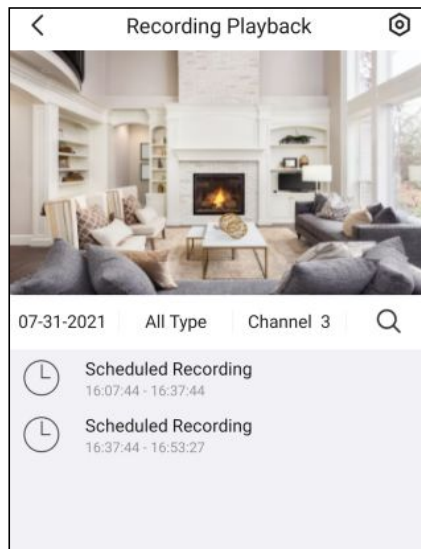 Recording Playback
07-31-2021 All Type Channel 3
Scheduled Recording
16:07:44 - 16:37:44
Scheduled Recording
16:37:44 - 16:53:27